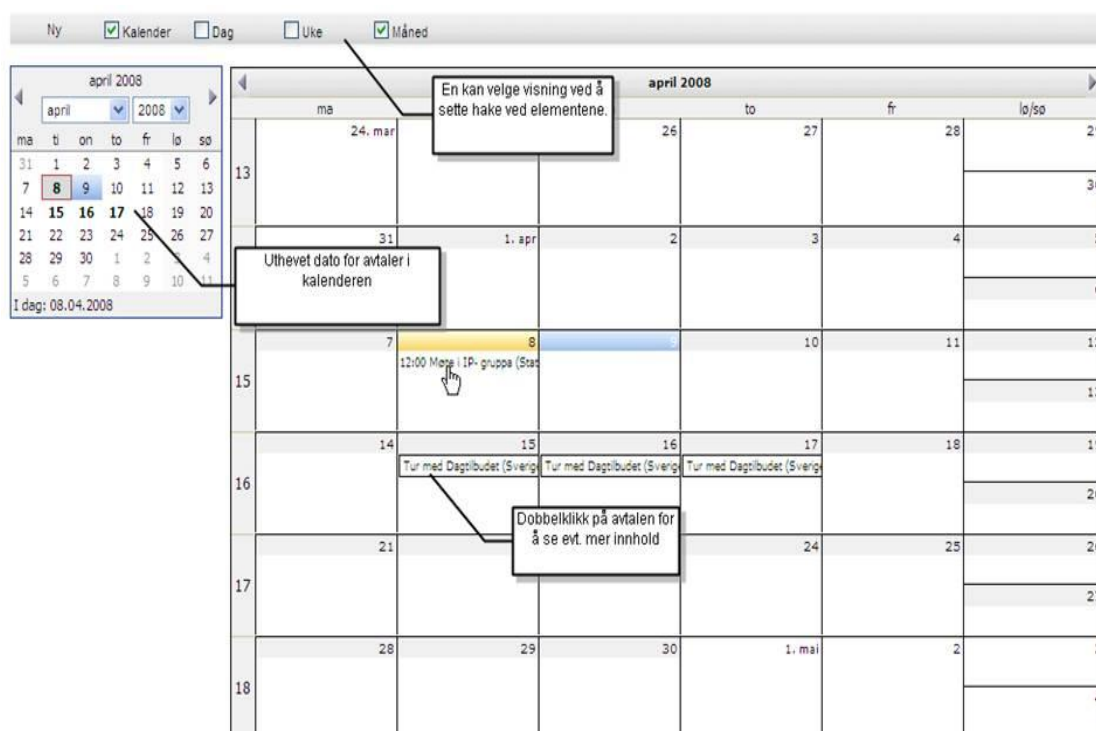 Ny Kalender Dag Uke Måned
april 2008
april 2008
ma ti on to fr lø sø
31 1 2 3 4 5 6
7 8 9 10 11 12 13
14 15 16 17 18 19 20
21 22 23 24 25 26 27
28 29 30 1 2 3 4
5 6 7 8 9 10 11
I dag: 08.04.2008
En kan velge visning ved å
sette hake ved elementene.
Uthevet dato for avtaler i
kalenderen
april 2008
ma to fr lø/sø
24. mar 26 27 28
13
31 1. apr 2 3 4
7 8 9 10 11
12:00 Møte i IP- gruppa (Stat
15
14 15 16 17 18
Tur med Dagtilbudet (Sverige Tur med Dagtilbudet (Sverig Tur med Dagtilbudet (Sverige
16
Dobbelklikk på avtalen for
å se evt. mer innhold
21 24 25
17
28 29 30 1. mai 2
18